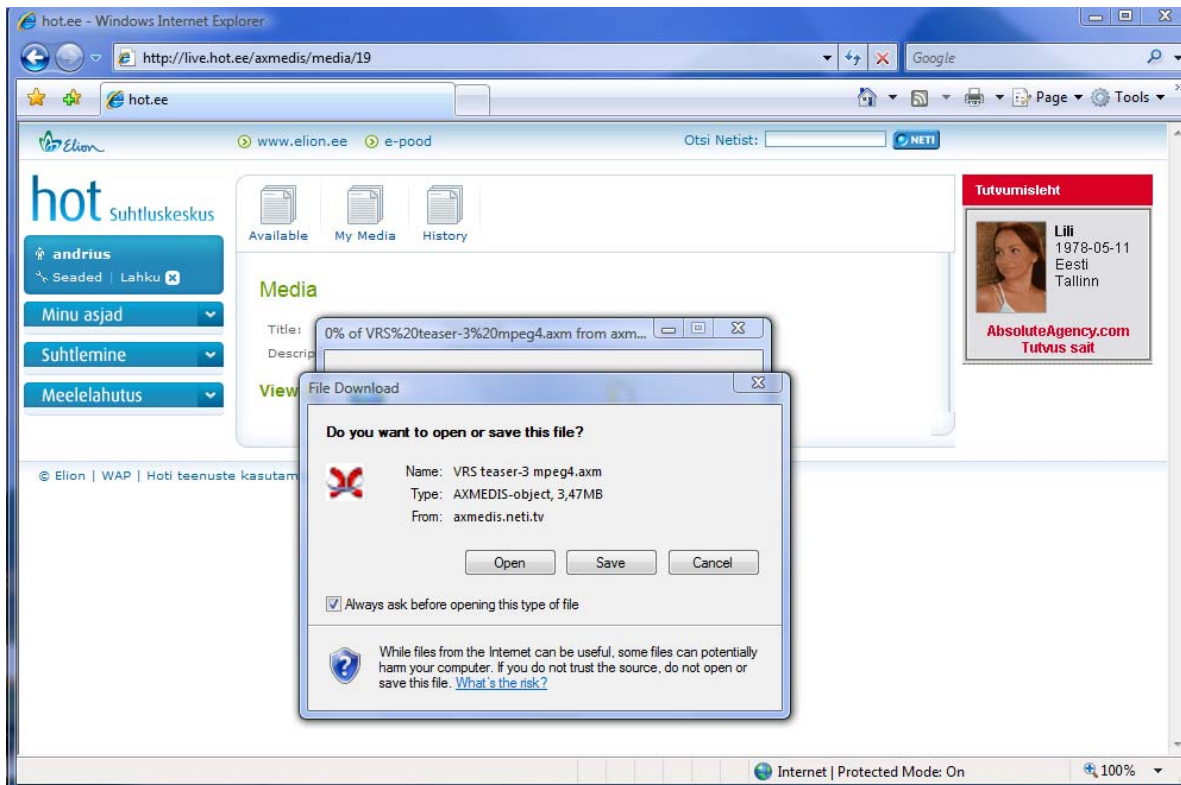 hot.ee - Windows Internet Explorer
http://live.hot.ee/axmedis/media/19
Google
hot.ee
Page
Tools
Elion
www.elion.ee
e-pood
Otsi Netist:
NETI
hot Suhtluskeskus
Available
My Media
History
andrius
Seaded | Lahku
Minu asjad
Suhtlemine
Meelelahutus
Media
Title:
Descrip
View
Tutvumisleht
Lili
1978-05-11
Eesti
Tallinn
AbsoluteAgency.com
Tutvus sait
© Elion | WAP | Hoti teenuste kasutam
0% of VRS%20teaser-3%20mpeg4.axm from axm...
File Download
Do you want to open or save this file?
Name: VRS teaser-3 mpeg4.axm
Type: AXMEDIS-object, 3,47MB
From: axmedis.neti.tv
Open
Save
Cancel
Always ask before opening this type of file
While files from the Internet can be useful, some files can potentially
harm your computer. If you do not trust the source, do not open or
save this file. What's the risk?
Internet | Protected Mode: On
100%